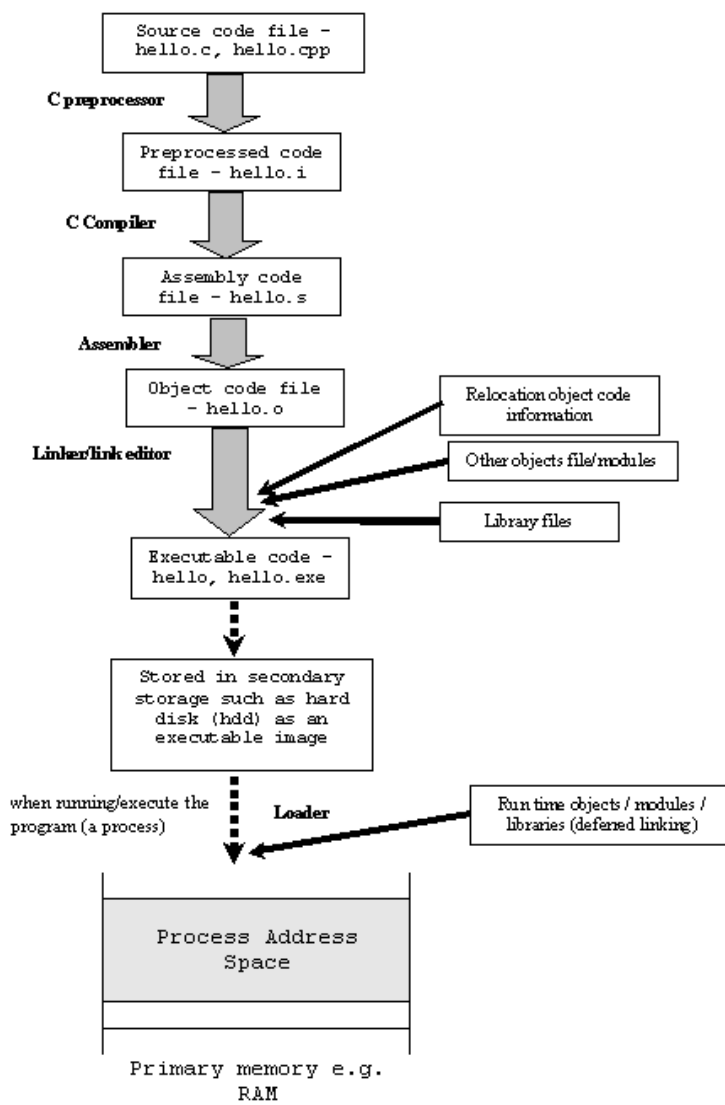 Source code file -
hello.c, hello.cpp
C preprocessor
Preprocessed code
file - hello.i
C Compiler
Assembly code
file - hello.s
Assembler
Object code file
- hello.o
Relocation object code
information
Linker/link editor
Other objects file/modules
Library files
Executable code -
hello, hello.exe
Stored in secondary
storage such as hard
disk (hdd) as an
executable image
when running/execute the
program (a process)
Loader
Run time objects / modules /
libraries (deferred linking)
Process Address
Space
Primary memory e.g.
RAM